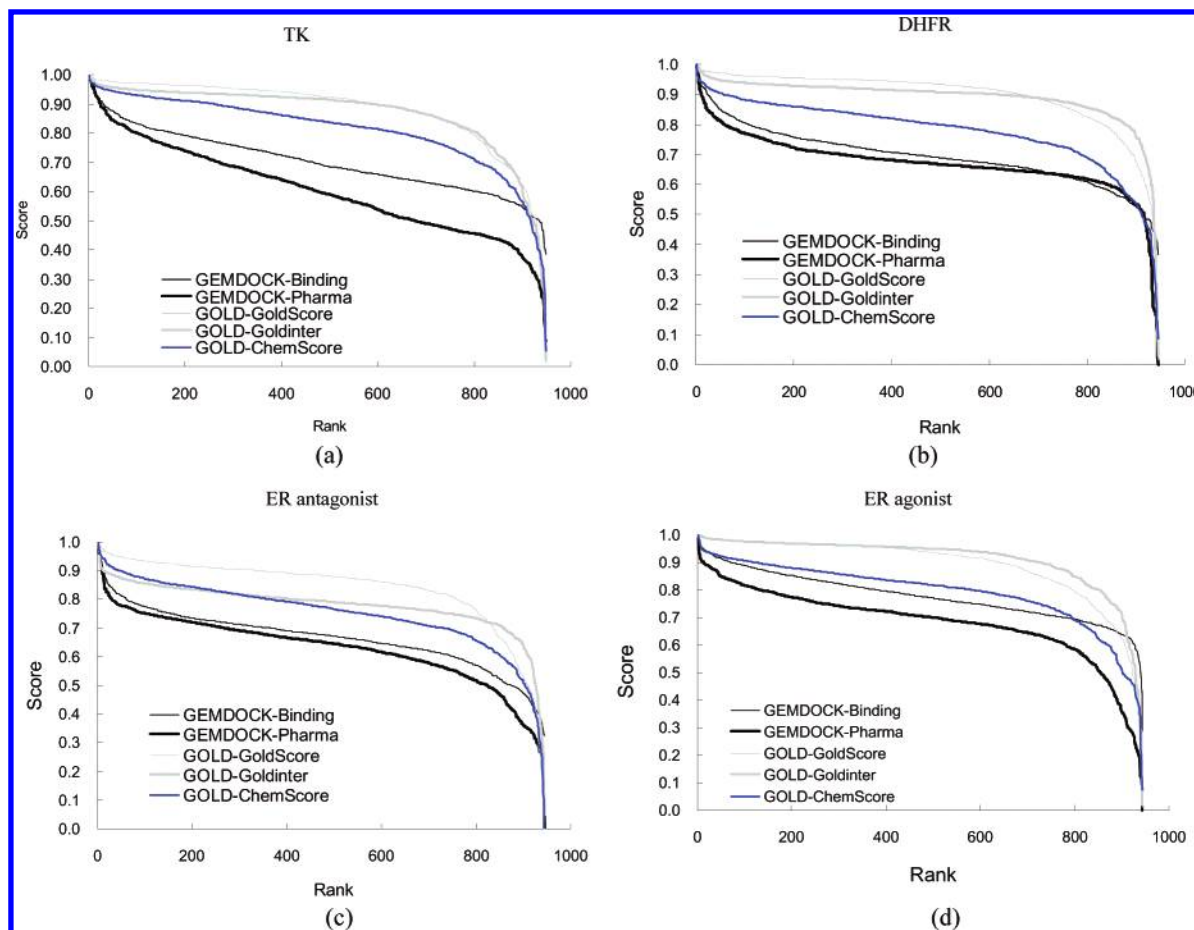 TK
1.00
0.90
0.80
0.70
0.60
0.50
0.40
0.30
0.20
0.10
0.00
Score
GEMDOCK-Binding
GEMDOCK-Pharma
GOLD-GoldScore
GOLD-Goldinter
GOLD-ChemScore
0 200 400 600 800 1000
Rank
(a)
DHFR
1.0
0.9
0.8
0.7
0.6
0.5
0.4
0.3
0.2
0.1
0.0
Score
GEMDOCK-Binding
GEMDOCK-Pharma
GOLD-GoldScore
GOLD-Goldinter
GOLD-ChemScore
0 200 400 600 800 1000
Rank
(b)
ER antagonist
1.0
0.9
0.8
0.7
0.6
0.5
0.4
0.3
0.2
0.1
0.0
Score
GEMDOCK-Binding
GEMDOCK-Pharma
GOLD-GoldScore
GOLD-Goldinter
GOLD-ChemScore
0 200 400 600 800 1000
Rank
(c)
ER agonist
1.0
0.9
0.8
0.7
0.6
0.5
0.4
0.3
0.2
0.1
0.0
Score
GEMDOCK-Binding
GEMDOCK-Pharma
GOLD-GoldScore
GOLD-Goldinter
GOLD-ChemScore
0 200 400 600 800 1000
Rank
(d)